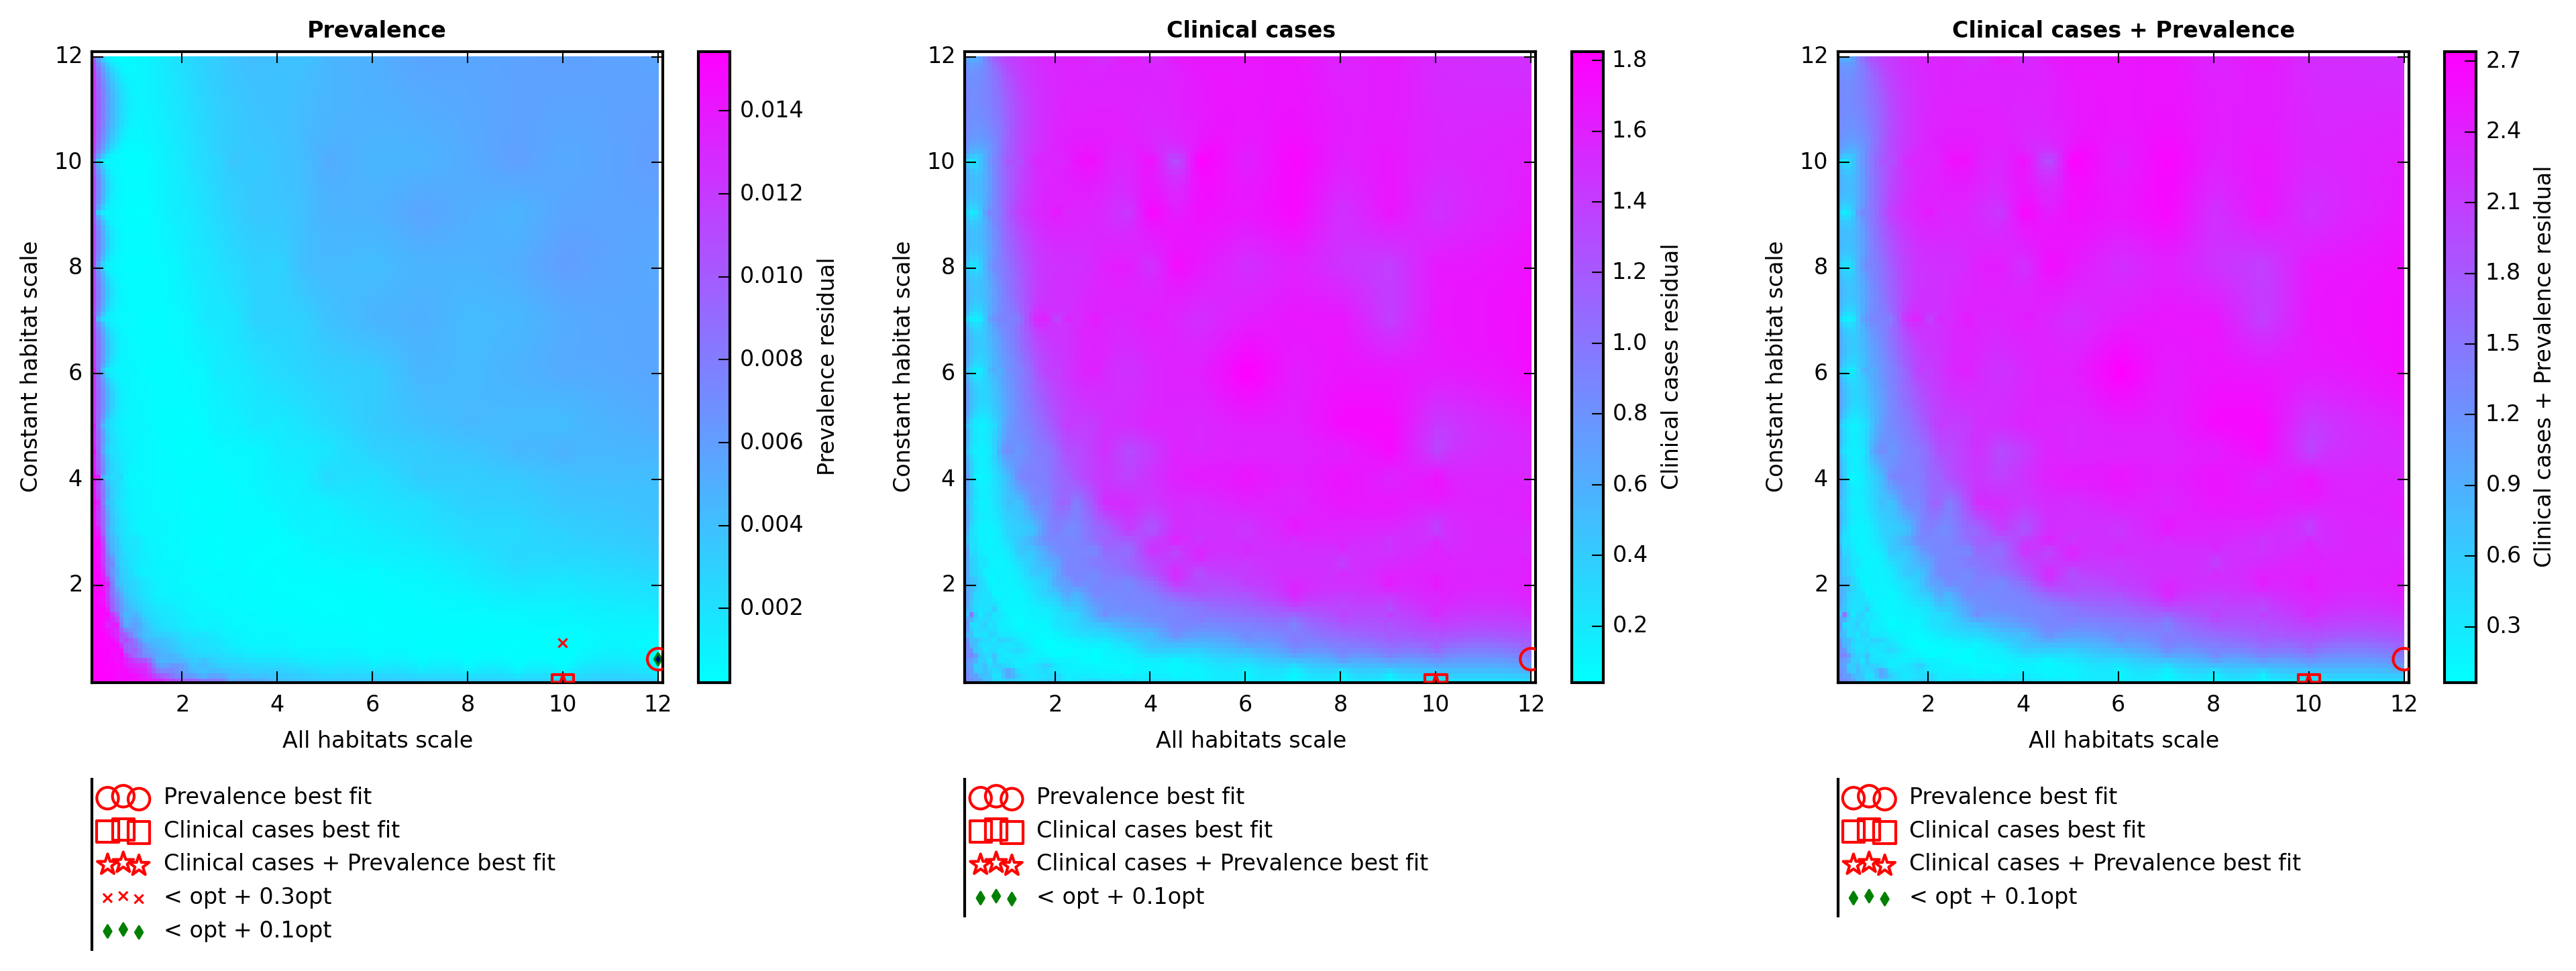 Prevalence
Constant habitat scale
12
10
8
6
4
2
2 4 6 8 10 12
All habitats scale
0.014
0.012
0.010
0.008
0.006
0.004
0.002
Prevalence residual
Prevalence best fit
Clinical cases best fit
Clinical cases + Prevalence best fit
< opt + 0.3opt
< opt + 0.1opt
Clinical cases
Constant habitat scale
12
10
8
6
4
2
2 4 6 8 10 12
All habitats scale
1.8
1.6
1.4
1.2
1.0
0.8
0.6
0.4
0.2
Clinical cases residual
Prevalence best fit
Clinical cases best fit
Clinical cases + Prevalence best fit
< opt + 0.1opt
Clinical cases + Prevalence
Constant habitat scale
12
10
8
6
4
2
2 4 6 8 10 12
All habitats scale
2.7
2.4
2.1
1.8
1.5
1.2
0.9
0.6
0.3
Clinical cases + Prevalence residual
Prevalence best fit
Clinical cases best fit
Clinical cases + Prevalence best fit
< opt + 0.1opt